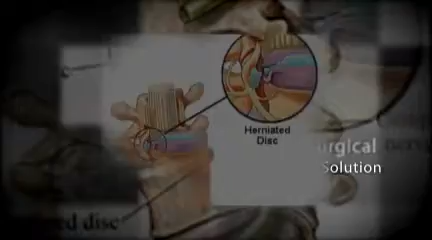 Herniated
Disc
urgical
Solution
ed disc